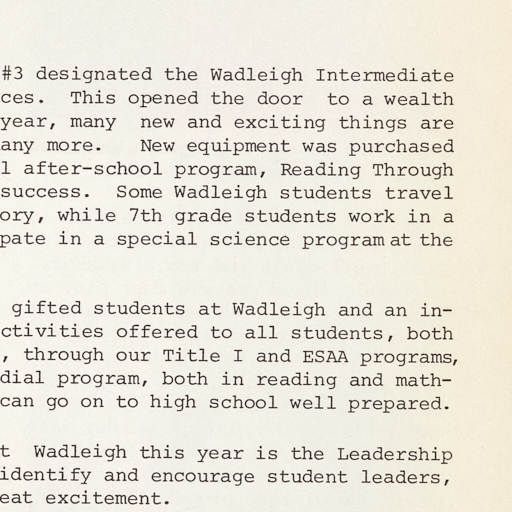 #3 designated the Wadleigh Intermediate
ces. This opened the door to a wealth
year, many new and exciting things are
any more. New equipment was purchased
l after-school program, Reading Through
success. Some Wadleigh students travel
ory, while 7th grade students work in a
pate in a special science program at the
gifted students at Wadleigh and an in-
ctivities offered to all students, both
, through our Title I and ESAA programs,
dial program, both in reading and math-
can go on to high school well prepared.
t Wadleigh this year is the Leadership
identify and encourage student leaders,
eat excitement.